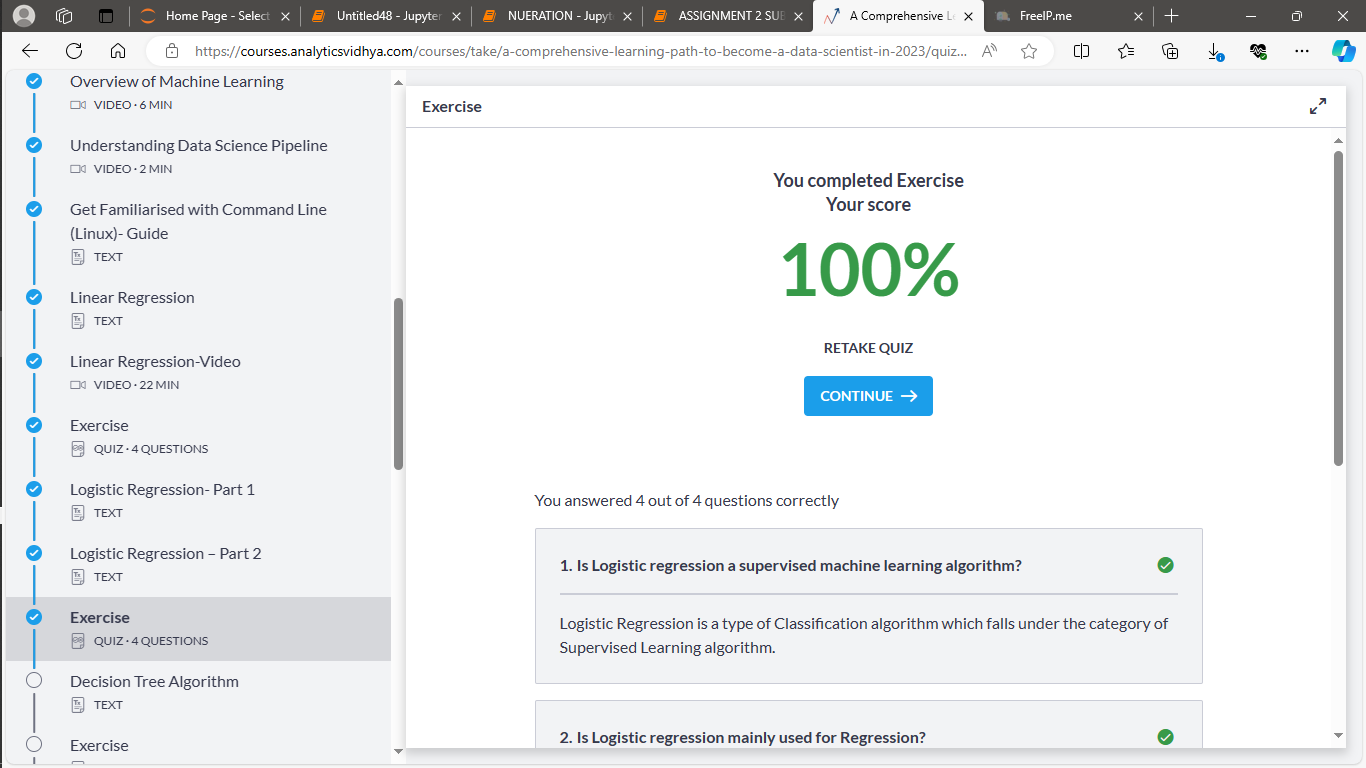 Home Page - Select
Untitled48 - Jupyter
NUERATION - Jupyt
ASSIGNMENT 2 SUB
A Comprehensive L
FreeIP.me
https://courses.analyticsvidhya.com/courses/take/a-comprehensive-learning-path-to-become-a-data-scientist-in-2023/quiz...
Overview of Machine Learning
VIDEO · 6 MIN
Understanding Data Science Pipeline
VIDEO · 2 MIN
Get Familiarised with Command Line
(Linux)- Guide
TEXT
Linear Regression
TEXT
Linear Regression-Video
VIDEO · 22 MIN
Exercise
QUIZ · 4 QUESTIONS
Logistic Regression- Part 1
TEXT
Logistic Regression – Part 2
TEXT
Exercise
QUIZ · 4 QUESTIONS
Decision Tree Algorithm
TEXT
Exercise
Exercise
You completed Exercise
Your score
100%
RETAKE QUIZ
CONTINUE
You answered 4 out of 4 questions correctly
1. Is Logistic regression a supervised machine learning algorithm?
Logistic Regression is a type of Classification algorithm which falls under the category of
Supervised Learning algorithm.
2. Is Logistic regression mainly used for Regression?